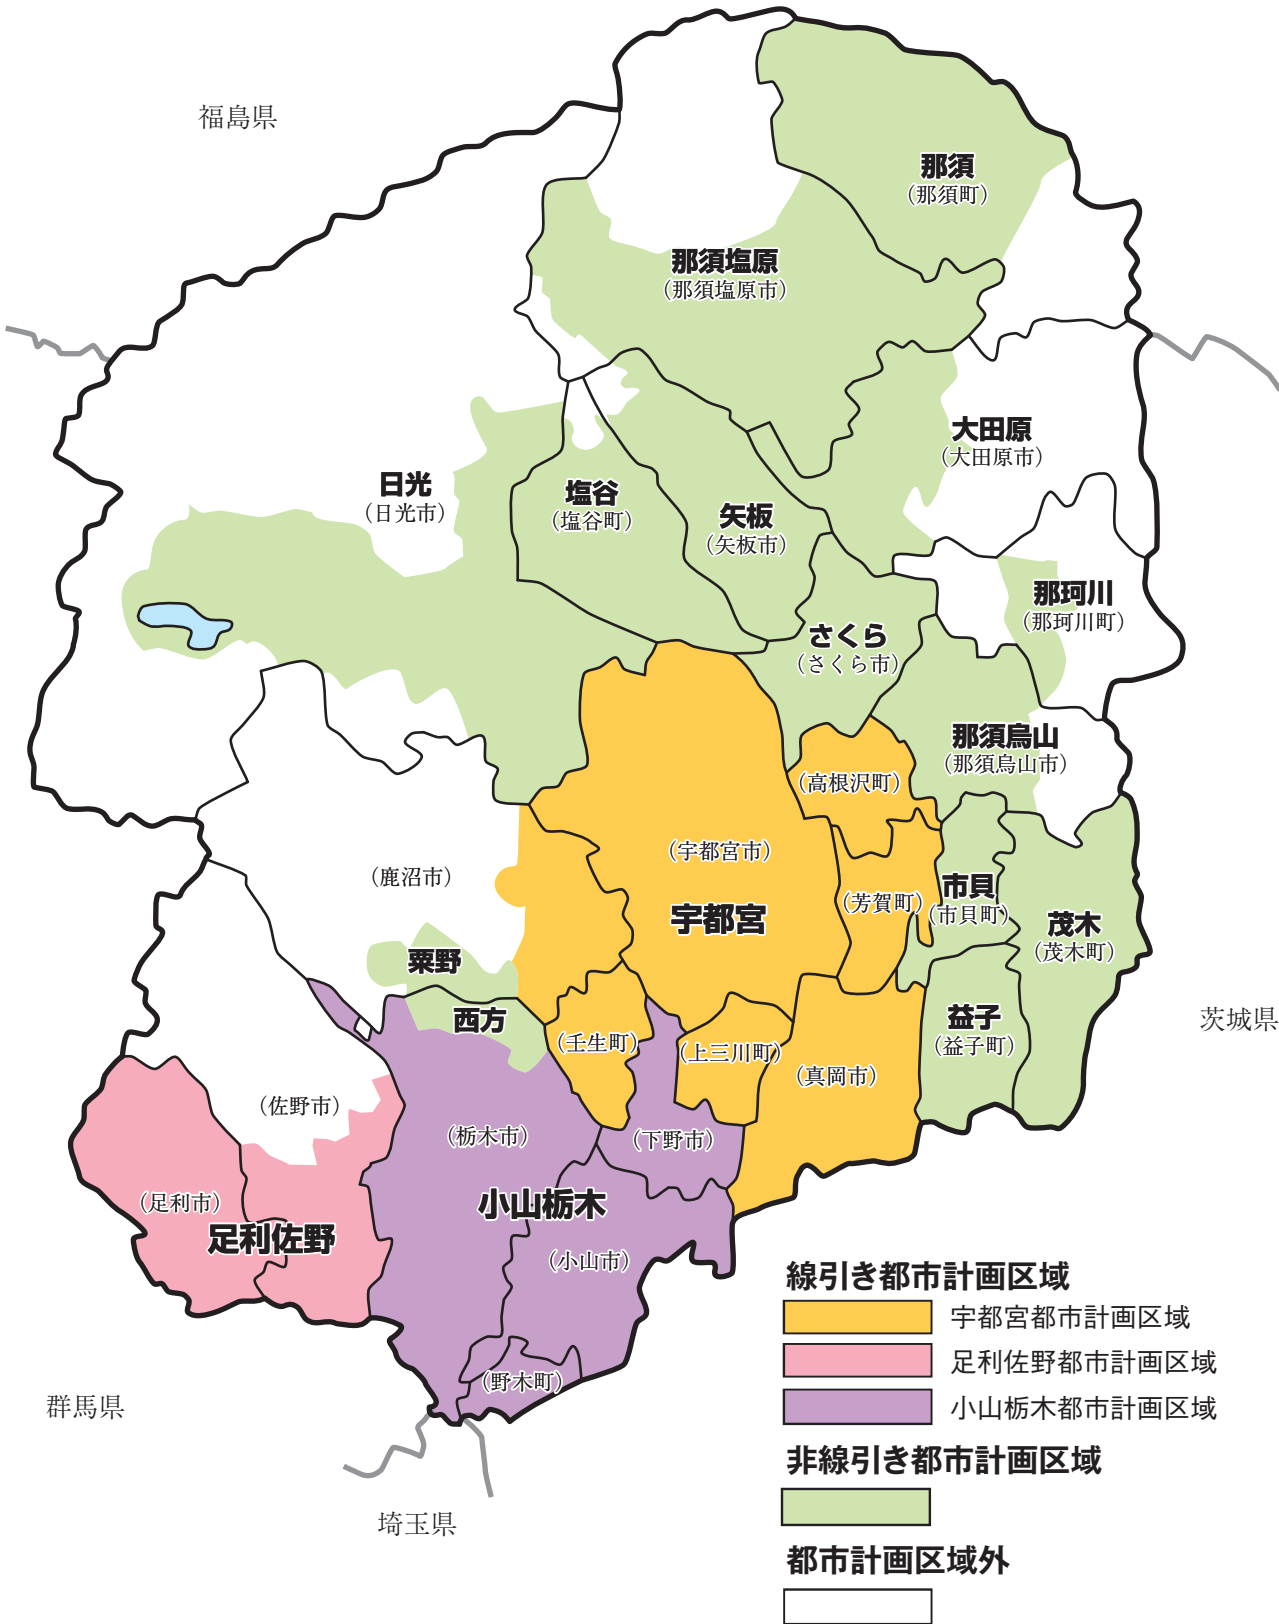 福島県
那須
(那須町)
那須塩原
(那須塩原市)
大田原
(大田原市)
日光
(日光市)
塩谷
(塩谷町)
矢板
(矢板市)
那珂川
(那珂川町)
さくら
(さくら市)
那須烏山
(那須烏山市)
(高根沢町)
(宇都宮市)
宇都宮
(鹿沼市)
(芳賀町)
市貝
(市貝町)
茂木
(茂木町)
粟野
西方
益子
(益子町)
茨城県
(壬生町)
(上三川町)
(真岡市)
(佐野市)
(栃木市)
(下野市)
(足利市)
足利佐野
小山栃木
(小山市)
(野木町)
群馬県
埼玉県
線引き都市計画区域
宇都宮都市計画区域
足利佐野都市計画区域
小山栃木都市計画区域
非線引き都市計画区域
都市計画区域外